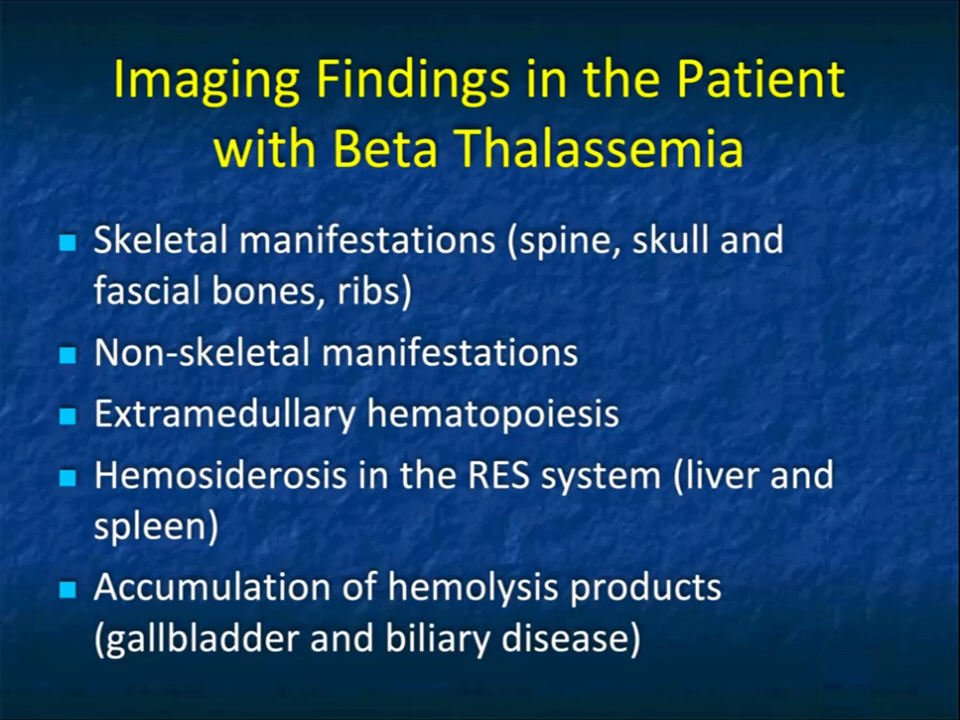 Imaging Findings in the Patient
with Beta Thalassemia
Skeletal manifestations (spine, skull and
fascial bones, ribs)
Non-skeletal manifestations
Extramedullary hematopoiesis
Hemosiderosis in the RES system (liver and
spleen)
Accumulation of hemolysis products
(gallbladder and biliary disease)